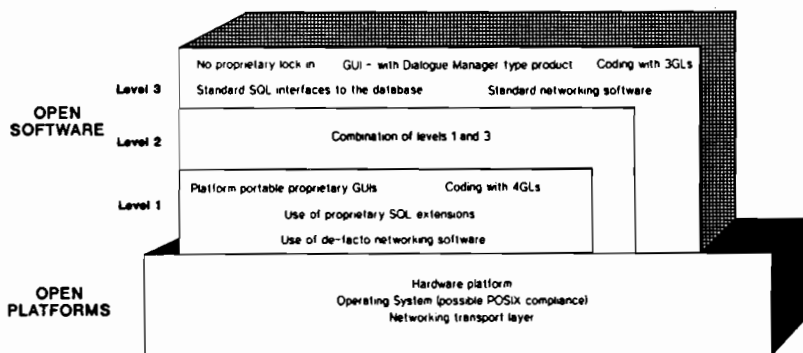 No proprietary lock in GUI - with Dialogue Manager type product Coding with 3GLs
Level 3
Standard SQL interfaces to the database Standard networking software
OPEN
SOFTWARE
Level 2
Combination of levels 1 and 3
Platform portable proprietary GUIs Coding with 4GLs
Level 1
Use of proprietary SQL extensions
Use of de-facto networking software
OPEN
PLATFORMS
Hardware platform
Operating System (possible POSIX compliance)
Networking transport layer